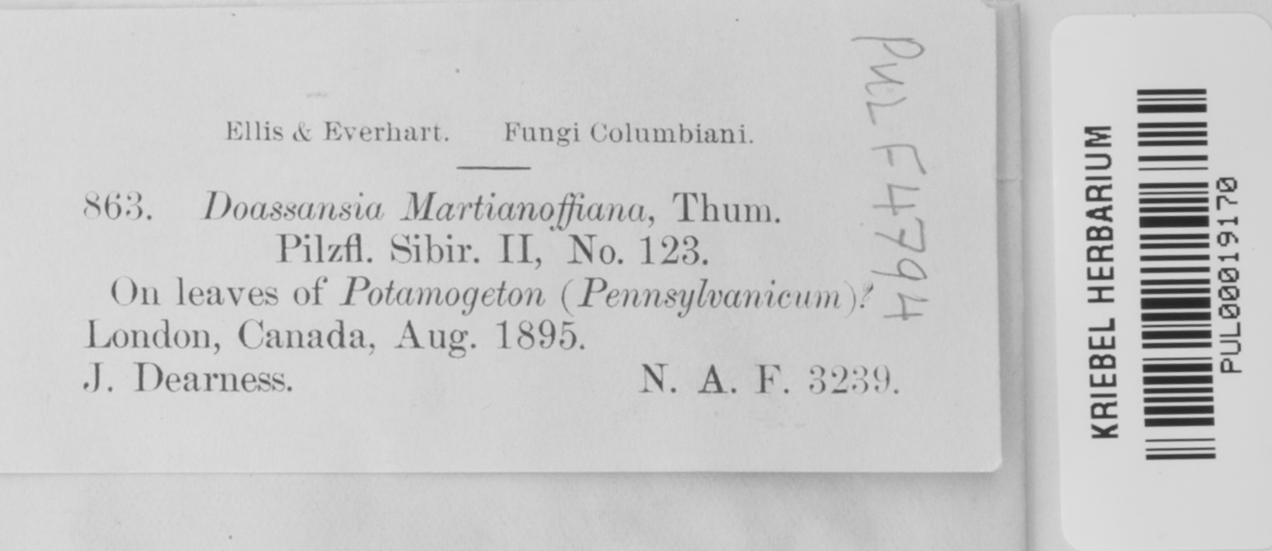 Ellis & Everhart. Fungi Columbiani.
863. Doassansia Martianoffiana, Thum.
Pilzfl. Sibir. II, No. 123.
On leaves of Potamogeton (Pennsylvanicum)?
London, Canada, Aug. 1895.
J. Dearness. N. A. F. 3239.
PUL F4794
KRIEBEL HERBARIUM
PUL00019170